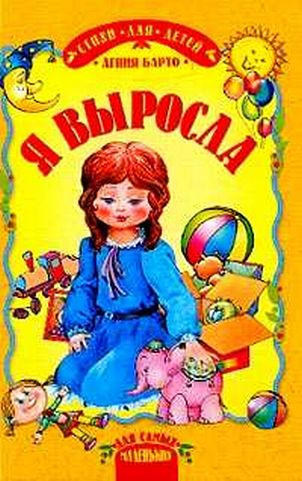 СТИХИ • ДЛЯ • ДЕТЕЙ
• АГНИЯ БАРТО •
Я ВЫРОСЛА
ДЛЯ САМЫХ
МАЛЕНЬКИХ